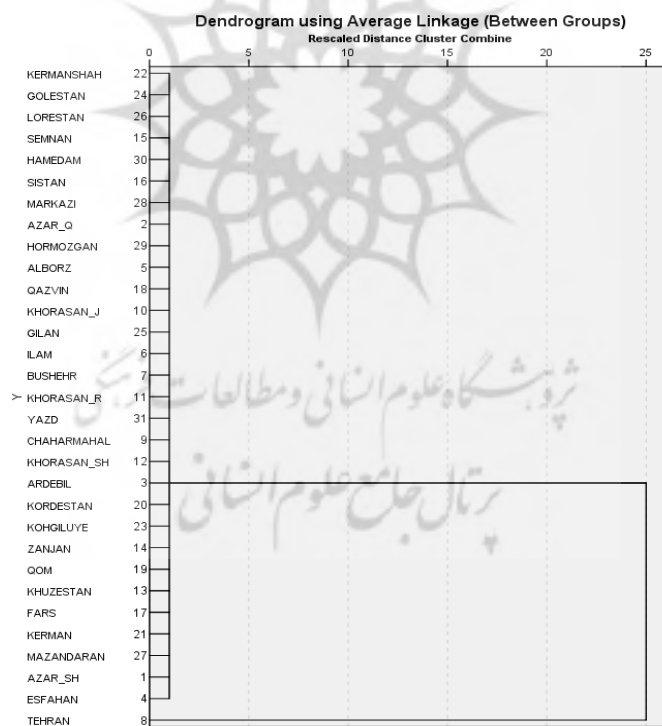 Dendrogram using Average Linkage (Between Groups)
Rescaled Distance Cluster Combine
0 5 10 15 20 25
KERMANSHAH 22
GOLESTAN 24
LORESTAN 26
SEMNAN 15
HAMEDAM 30
SISTAN 16
MARKAZI 28
AZAR_Q 2
HORMOZGAN 29
ALBORZ 5
QAZVIN 18
KHORASAN_J 10
GILAN 25
ILAM 6
BUSHEHR 7
Y KHORASAN_R 11
YAZD 31
CHAHARMAHAL 9
KHORASAN_SH 12
ARDEBIL 3
KORDESTAN 20
KOHGILUYE 23
ZANJAN 14
QOM 19
KHUZESTAN 13
FARS 17
KERMAN 21
MAZANDARAN 27
AZAR_SH 1
ESFAHAN 4
TEHRAN 8
پژوهشگاه علوم انسانی و مطالعات فرهنگی
پرتال جامع علوم انسانی